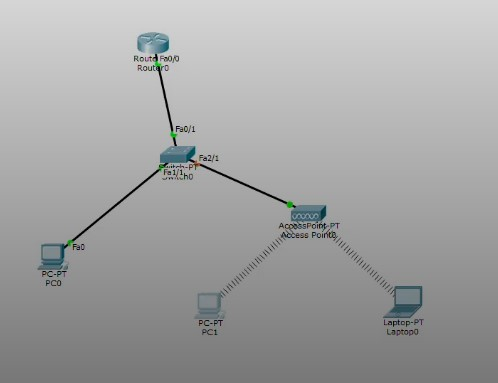 Fa0/0
Router0
Fa0/1
Fa2/1
Fa1/1
Switch0
AccessPoint-PT
Access Point0
Fa0
PC-PT
PC0
PC-PT
PC1
Laptop-PT
Laptop0